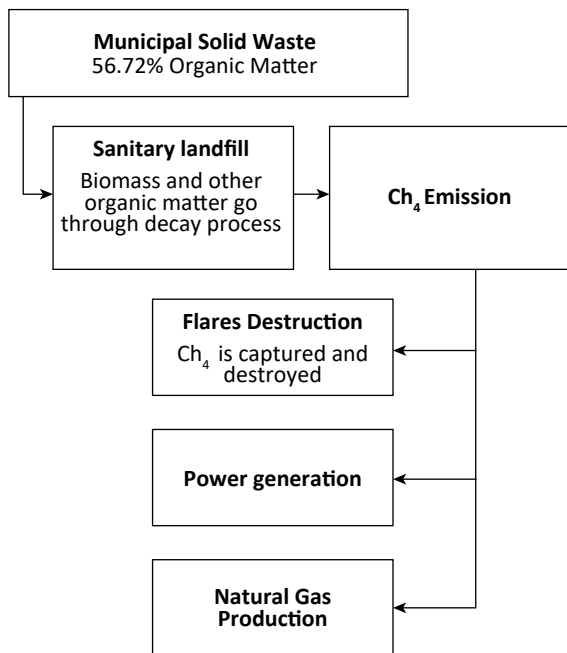 Municipal Solid Waste
56.72% Organic Matter
Sanitary landfill
Biomass and other
organic matter go
through decay process
Ch₄ Emission
Flares Destruction
Ch₄ is captured and
destroyed
Power generation
Natural Gas
Production